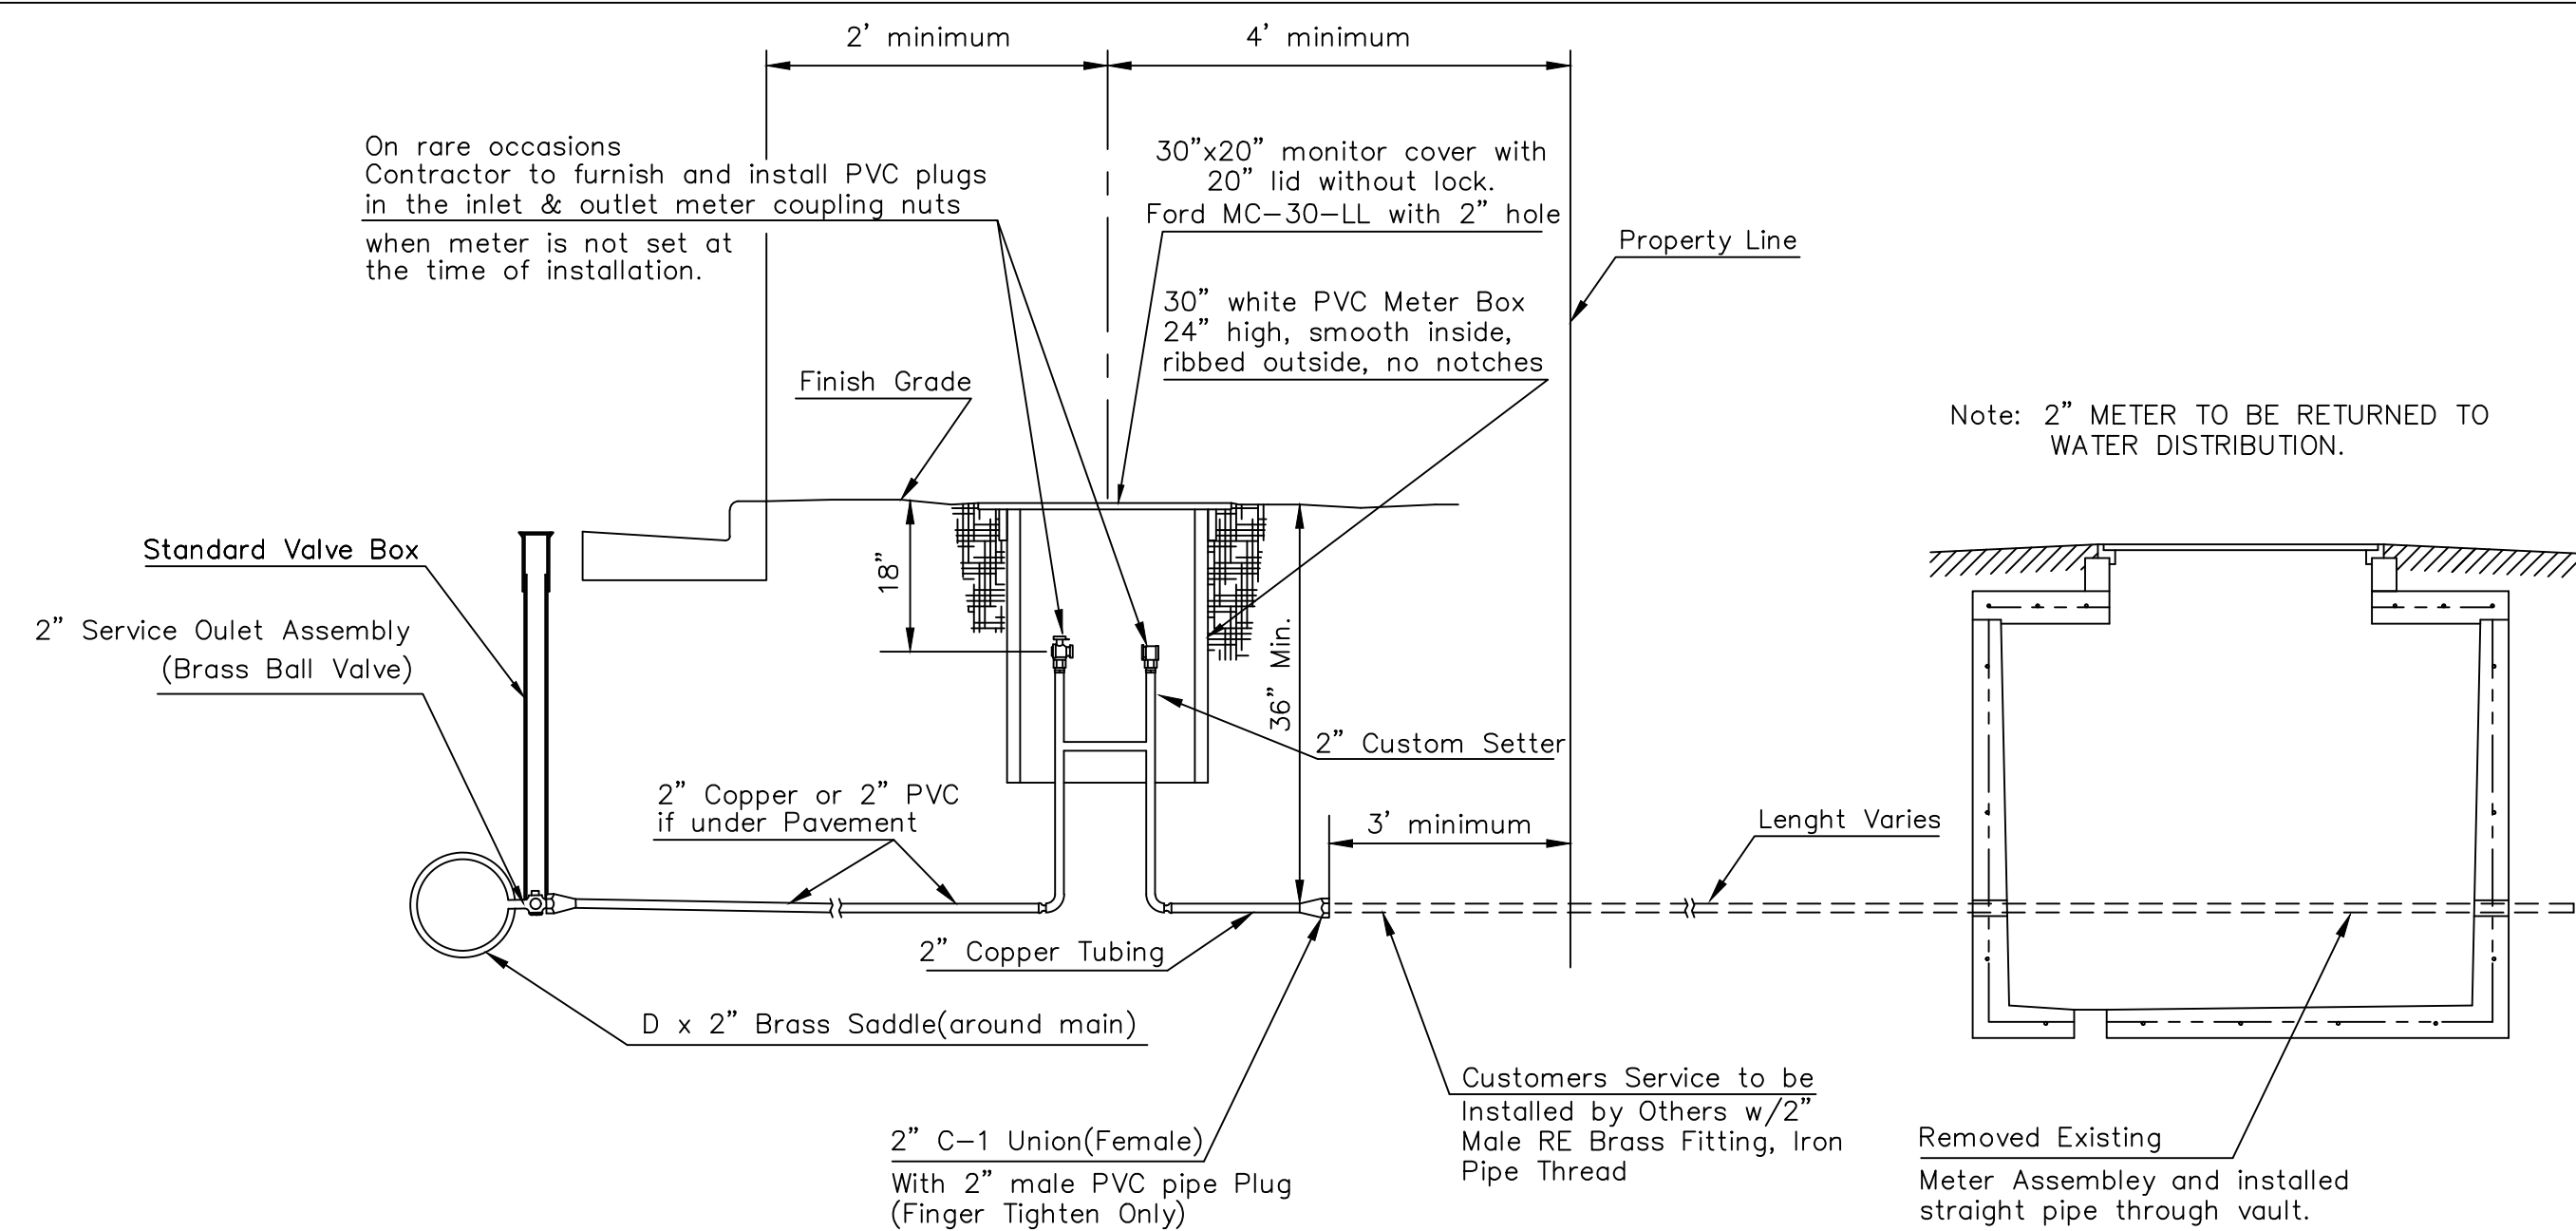 2' minimum
4' minimum
On rare occasions
Contractor to furnish and install PVC plugs
in the inlet & outlet meter coupling nuts
when meter is not set at
the time of installation.
30"x20" monitor cover with
20" lid without lock.
Ford MC-30-LL with 2" hole
Property Line
30" white PVC Meter Box
24" high, smooth inside,
ribbed outside, no notches
Finish Grade
Note: 2" METER TO BE RETURNED TO
WATER DISTRIBUTION.
Standard Valve Box
18"
2" Service Oulet Assembly
(Brass Ball Valve)
36" Min.
2" Custom Setter
2" Copper or 2" PVC
if under Pavement
3' minimum
Lenght Varies
2" Copper Tubing
D x 2" Brass Saddle(around main)
Customers Service to be
Installed by Others w/2"
Male RE Brass Fitting, Iron
Pipe Thread
2" C-1 Union(Female)
With 2" male PVC pipe Plug
(Finger Tighten Only)
Removed Existing
Meter Assembley and installed
straight pipe through vault.